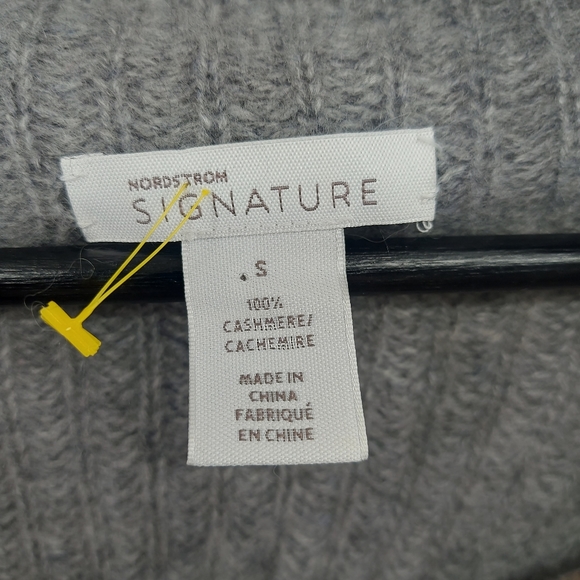 NORDSTROM
SIGNATURE
. S
100%
CASHMERE/
CACHEMIRE
MADE IN
CHINA
FABRIQUÉ
EN CHINE